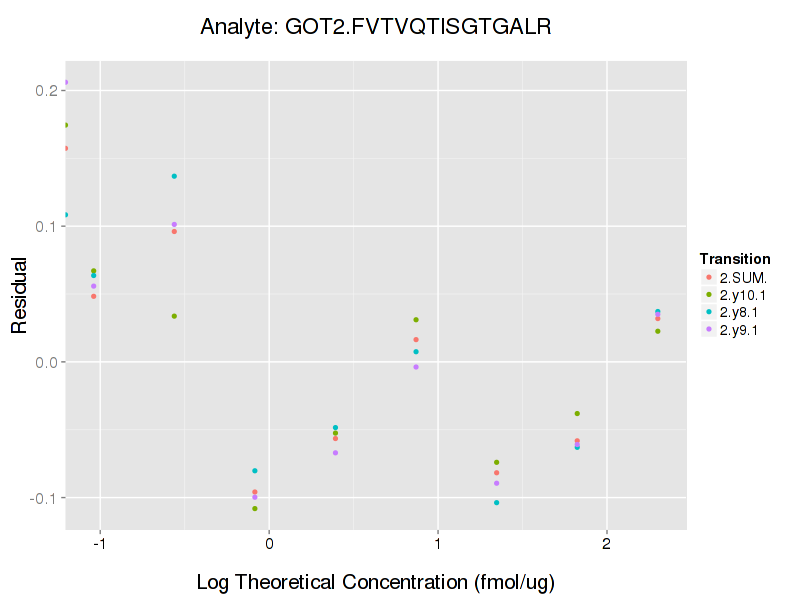 Analyte: GOT2.FVTVQTISGTGALR
0.2
0.1
0.0
-0.1
Residual
-1 0 1 2
Log Theoretical Concentration (fmol/ug)
Transition
2.SUM.
2.y10.1
2.y8.1
2.y9.1